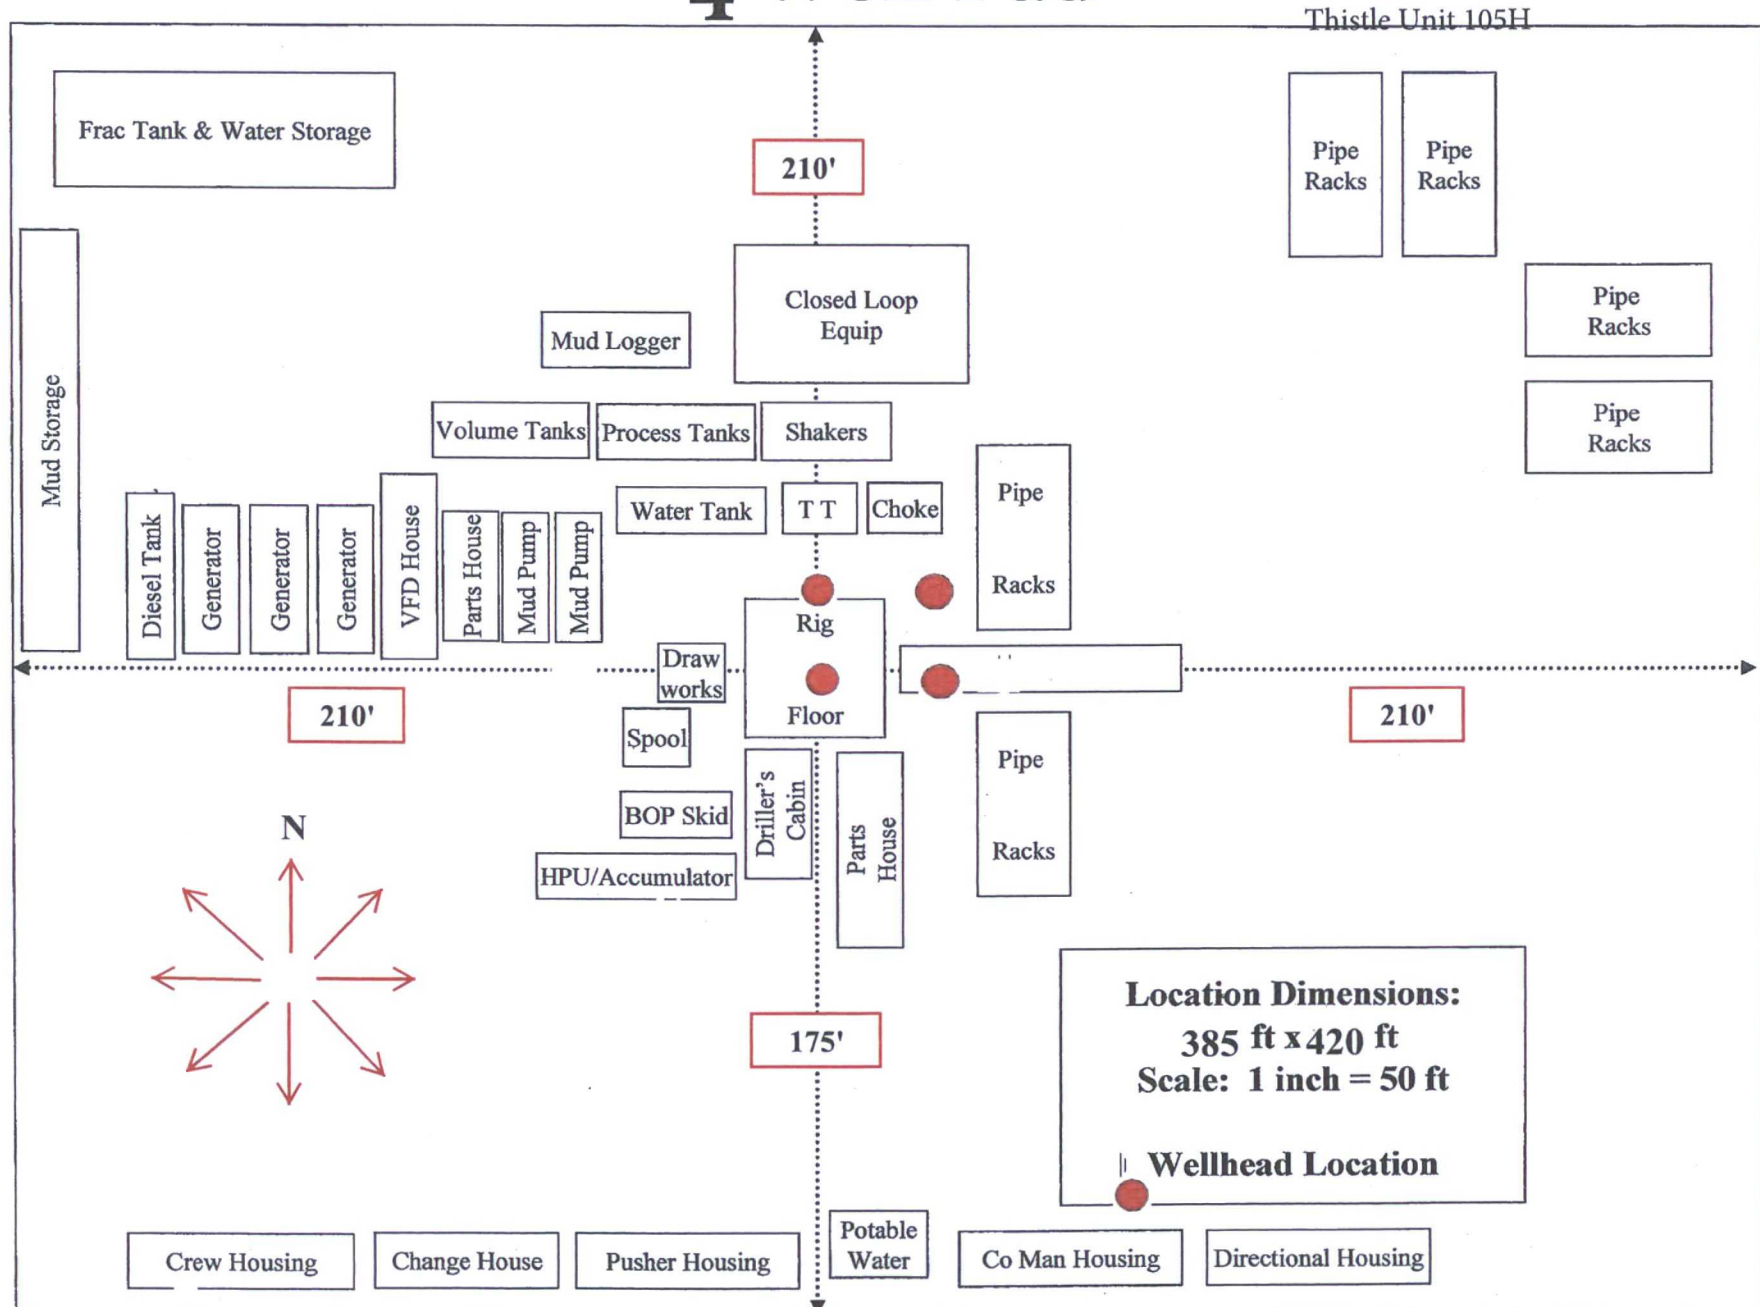 4
Thistle Unit 105H
Frac Tank & Water Storage
210'
Pipe
Racks
Pipe
Racks
Closed Loop
Equip
Pipe
Racks
Mud Logger
Pipe
Racks
Mud Storage
Volume Tanks
Process Tanks
Shakers
Water Tank
T T
Choke
Pipe
Racks
Diesel Tank
Generator
Generator
Generator
VFD House
Parts House
Mud Pump
Mud Pump
Rig
Floor
Draw
works
210'
210'
Spool
BOP Skid
HPU/Accumulator
Driller's
Cabin
Parts
House
Pipe
Racks
N
175'
Location Dimensions:
385 ft x 420 ft
Scale: 1 inch = 50 ft
Wellhead Location
Crew Housing
Change House
Pusher Housing
Potable
Water
Co Man Housing
Directional Housing